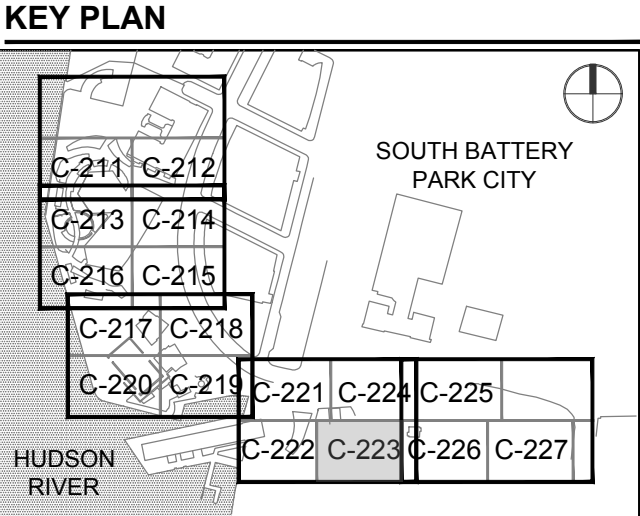 KEY PLAN
SOUTH BATTERY
PARK CITY
C-211 C-212
C-213 C-214
C-216 C-215
C-217 C-218
C-220 C-219
C-221 C-224 C-225
C-222 C-223 C-226 C-227
HUDSON
RIVER